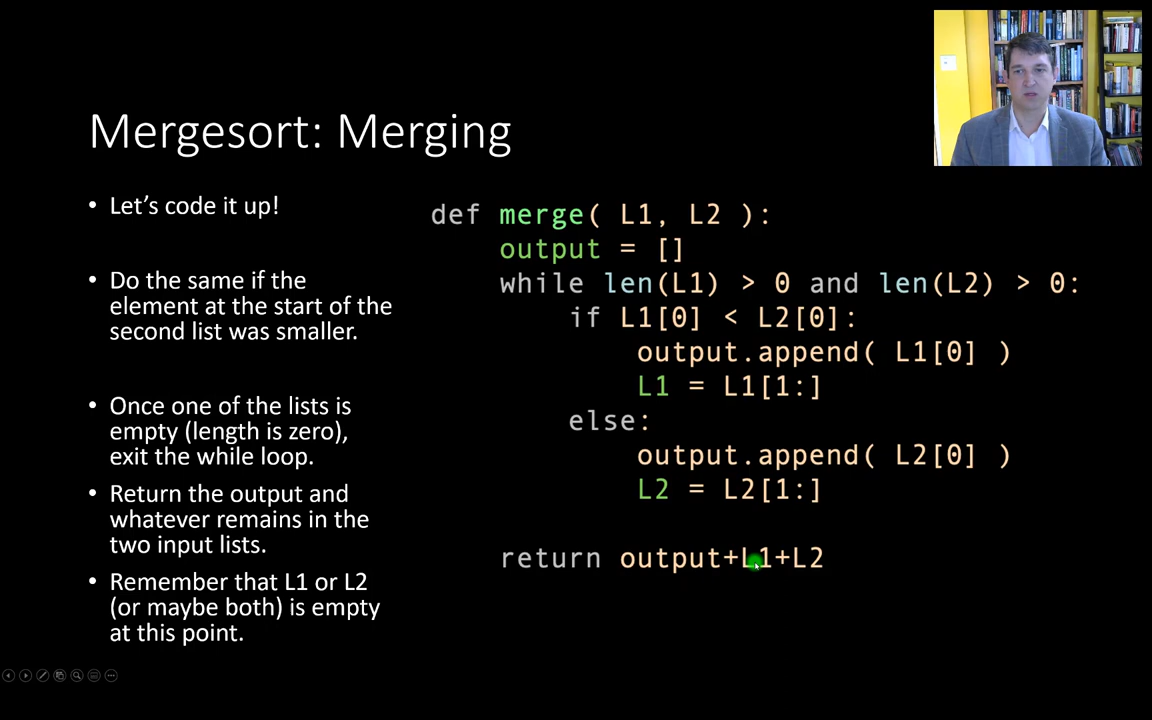 Mergesort: Merging
• Let's code it up!
• Do the same if the
element at the start of the
second list was smaller.
• Once one of the lists is
empty (length is zero),
exit the while loop.
• Return the output and
whatever remains in the
two input lists.
• Remember that L1 or L2
(or maybe both) is empty
at this point.
def merge( L1, L2 ):
    output = []
    while len(L1) > 0 and len(L2) > 0:
        if L1[0] < L2[0]:
            output.append( L1[0] )
            L1 = L1[1:]
        else:
            output.append( L2[0] )
            L2 = L2[1:]
    return output+L1+L2